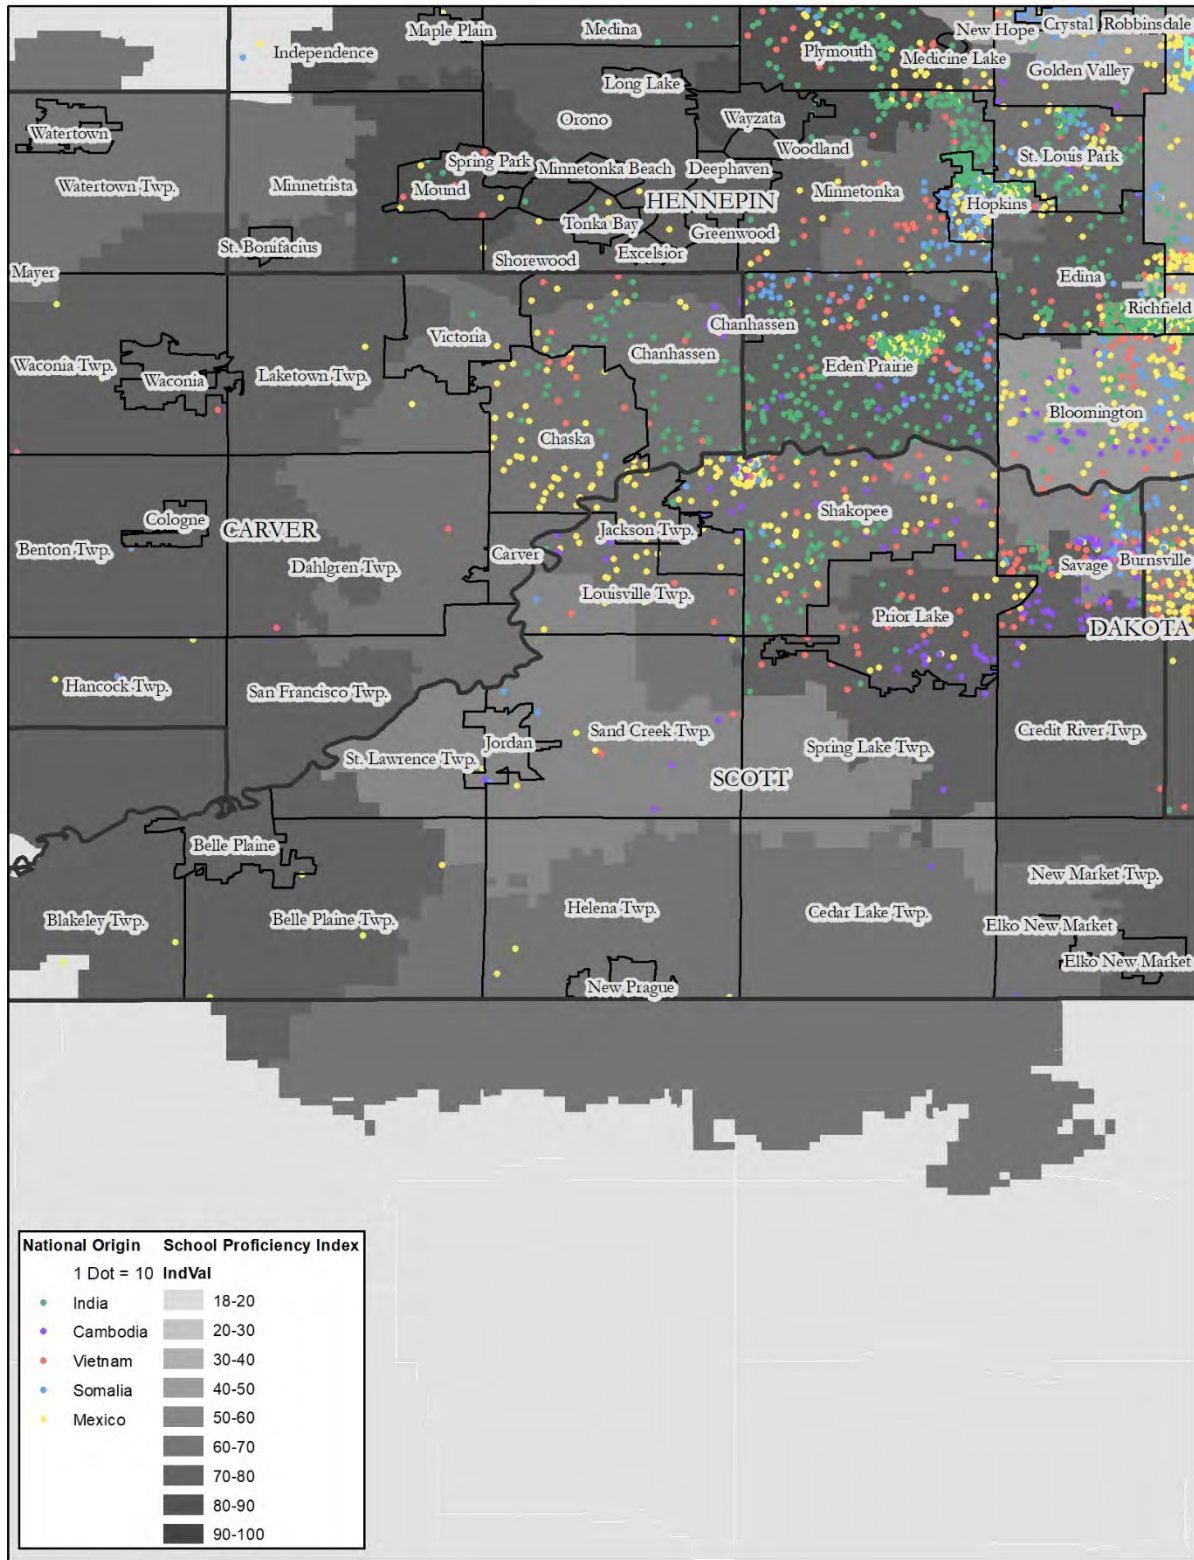 Maple Plain
Medina
New Hope
Crystal
Robbinsdale
Independence
Plymouth
Medicine Lake
Golden Valley
Long Lake
Watertown
Orono
Wayzata
Woodland
St. Louis Park
Watertown Twp.
Minnetrista
Spring Park
Minnetonka Beach
Deephaven
Minnetonka
Mound
HENNEPIN
Hopkins
Tonka Bay
Greenwood
St. Bonifacius
Shorewood
Excelsior
Edina
Mayer
Richfield
Victoria
Chanhassen
Chanhassen
Waconia Twp.
Waconia
Laketown Twp.
Eden Prairie
Bloomington
Chaska
Cologne
CARVER
Shakopee
Benton Twp.
Dahlgren Twp.
Carver
Jackson Twp.
Savage
Burnsville
Louisville Twp.
Prior Lake
DAKOTA
Hancock Twp.
San Francisco Twp.
Sand Creek Twp.
Credit River Twp.
Jordan
Spring Lake Twp.
St. Lawrence Twp.
SCOTT
Belle Plaine
New Market Twp.
Blakeley Twp.
Belle Plaine Twp.
Helena Twp.
Cedar Lake Twp.
Elko New Market
Elko New Market
New Prague
National Origin School Proficiency Index
1 Dot = 10 IndVal
India 18-20
Cambodia 20-30
Vietnam 30-40
Somalia 40-50
Mexico 50-60
60-70
70-80
80-90
90-100